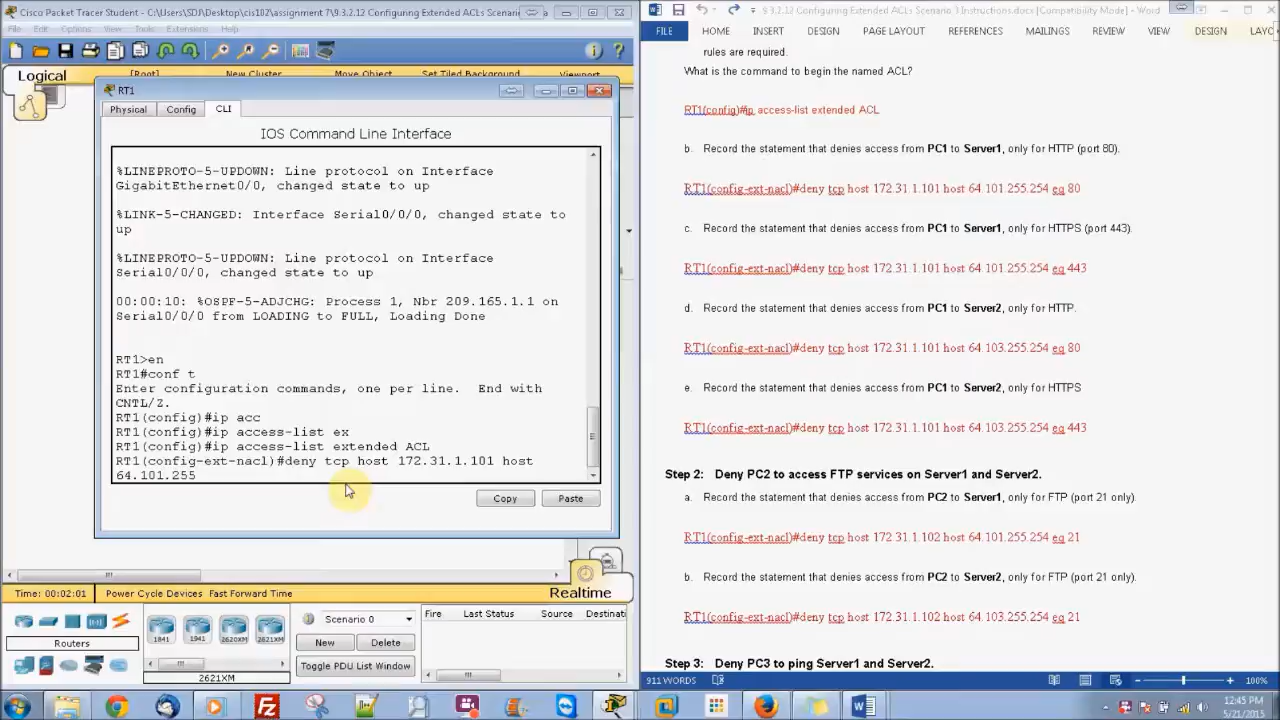 Cisco Packet Tracer Student - C:\Users\SDJ\Desktop\cis102\assignment 7\9.3.2.12 Configuring Extended ACLs Scenario
File Edit Options View Tools Extensions Help
Logical [Root] New Cluster Move Object Set Tiled Background Viewport
RT1
Physical Config CLI
IOS Command Line Interface
%LINEPROTO-5-UPDOWN: Line protocol on Interface
GigabitEthernet0/0, changed state to up
%LINK-5-CHANGED: Interface Serial0/0/0, changed state to
up
%LINEPROTO-5-UPDOWN: Line protocol on Interface
Serial0/0/0, changed state to up
00:00:10: %OSPF-5-ADJCHG: Process 1, Nbr 209.165.1.1 on
Serial0/0/0 from LOADING to FULL, Loading Done
RT1>en
RT1#conf t
Enter configuration commands, one per line. End with
CNTL/Z.
RT1(config)#ip acc
RT1(config)#ip access-list ex
RT1(config)#ip access-list extended ACL
RT1(config-ext-nacl)#deny tcp host 172.31.1.101 host
64.101.255
Copy Paste
Realtime
Time: 00:02:01 Power Cycle Devices Fast Forward Time
Routers
1841 1941 2620XM 2621XM
2621XM
Scenario 0
New Delete
Toggle PDU List Window
Fire Last Status Source Destinati
9.3.2.12 Configuring Extended ACLs Scenario 3 Instructions.docx [Compatibility Mode] - Word
FILE HOME INSERT DESIGN PAGE LAYOUT REFERENCES MAILINGS REVIEW VIEW DESIGN LAYO
rules are required.
What is the command to begin the named ACL?
RT1(config)#ip access-list extended ACL
b. Record the statement that denies access from PC1 to Server1, only for HTTP (port 80).
RT1(config-ext-nacl)#deny tcp host 172.31.1.101 host 64.101.255.254 eq 80
c. Record the statement that denies access from PC1 to Server1, only for HTTPS (port 443).
RT1(config-ext-nacl)#deny tcp host 172.31.1.101 host 64.101.255.254 eq 443
d. Record the statement that denies access from PC1 to Server2, only for HTTP.
RT1(config-ext-nacl)#deny tcp host 172.31.1.101 host 64.103.255.254 eq 80
e. Record the statement that denies access from PC1 to Server2, only for HTTPS
RT1(config-ext-nacl)#deny tcp host 172.31.1.101 host 64.103.255.254 eq 443
Step 2: Deny PC2 to access FTP services on Server1 and Server2.
a. Record the statement that denies access from PC2 to Server1, only for FTP (port 21 only).
RT1(config-ext-nacl)#deny tcp host 172.31.1.102 host 64.101.255.254 eq 21
b. Record the statement that denies access from PC2 to Server2, only for FTP (port 21 only).
RT1(config-ext-nacl)#deny tcp host 172.31.1.102 host 64.103.255.254 eq 21
Step 3: Deny PC3 to ping Server1 and Server2.
911 WORDS 100%
12:45 PM
5/21/2015